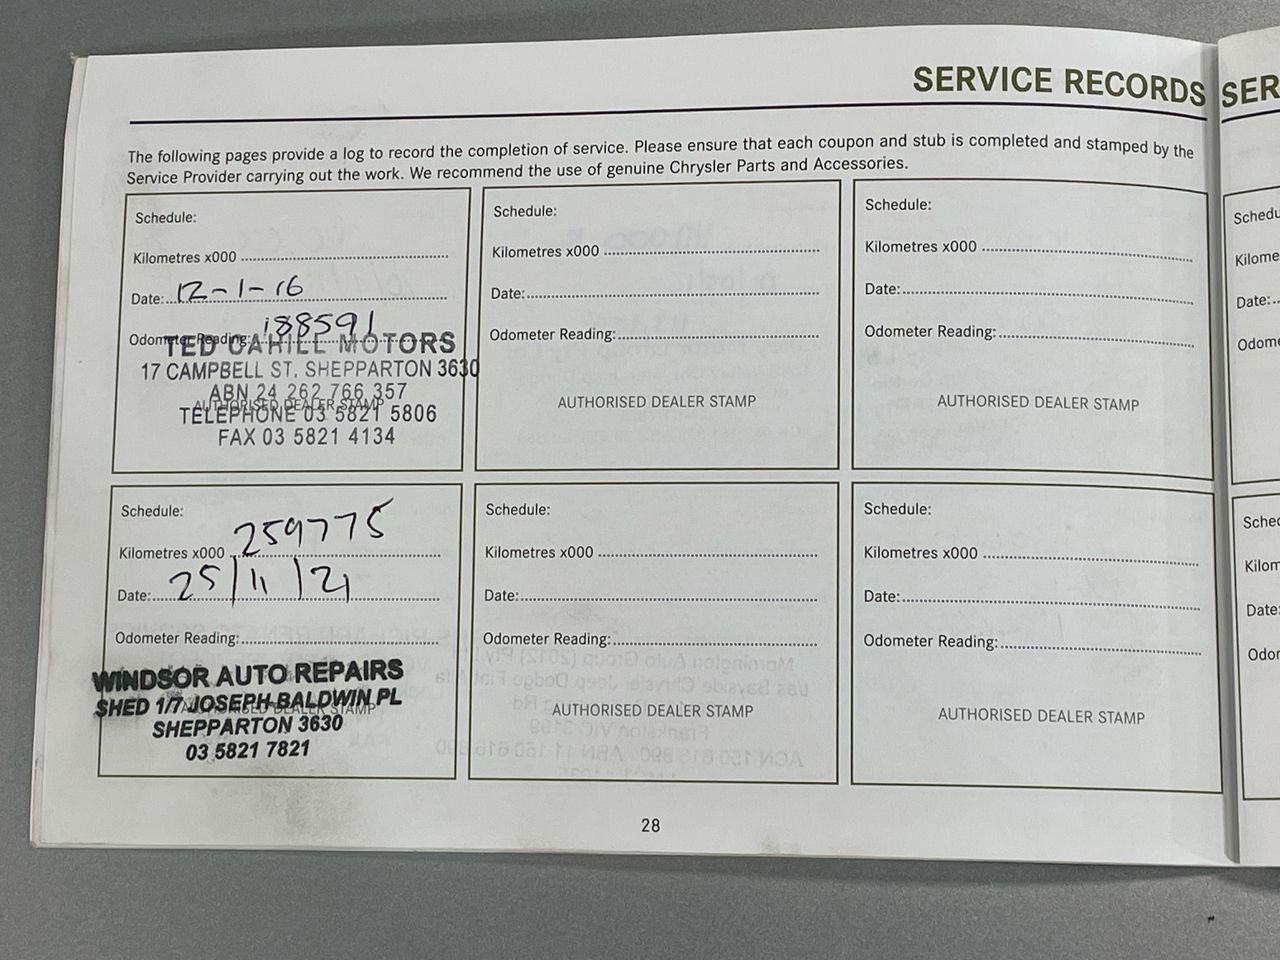 SERVICE RECORDS
The following pages provide a log to record the completion of service. Please ensure that each coupon and stub is completed and stamped by the
Service Provider carrying out the work. We recommend the use of genuine Chrysler Parts and Accessories.
Schedule:
Kilometres x000
Date: 12-1-16
Odometer Reading: 188591
TED CAHILL MOTORS
17 CAMPBELL ST. SHEPPARTON 3630
ABN 24 262 766 357
AUTHORISED DEALER STAMP
TELEPHONE 03 5821 5806
FAX 03 5821 4134
Schedule:
Kilometres x000
Date:
Odometer Reading:
AUTHORISED DEALER STAMP
Schedule:
Kilometres x000
Date:
Odometer Reading:
AUTHORISED DEALER STAMP
Schedule:
Kilometres x000 259775
Date: 25/11/21
Odometer Reading:
WINDSOR AUTO REPAIRS
SHED 1/7 JOSEPH BALDWIN PL
AUTHORISED DEALER STAMP
SHEPPARTON 3630
03 5821 7821
Schedule:
Kilometres x000
Date:
Odometer Reading:
AUTHORISED DEALER STAMP
Schedule:
Kilometres x000
Date:
Odometer Reading:
AUTHORISED DEALER STAMP
28
SER
Schedu
Kilome
Date:
Odome
Sched
Kilom
Date:
Odor